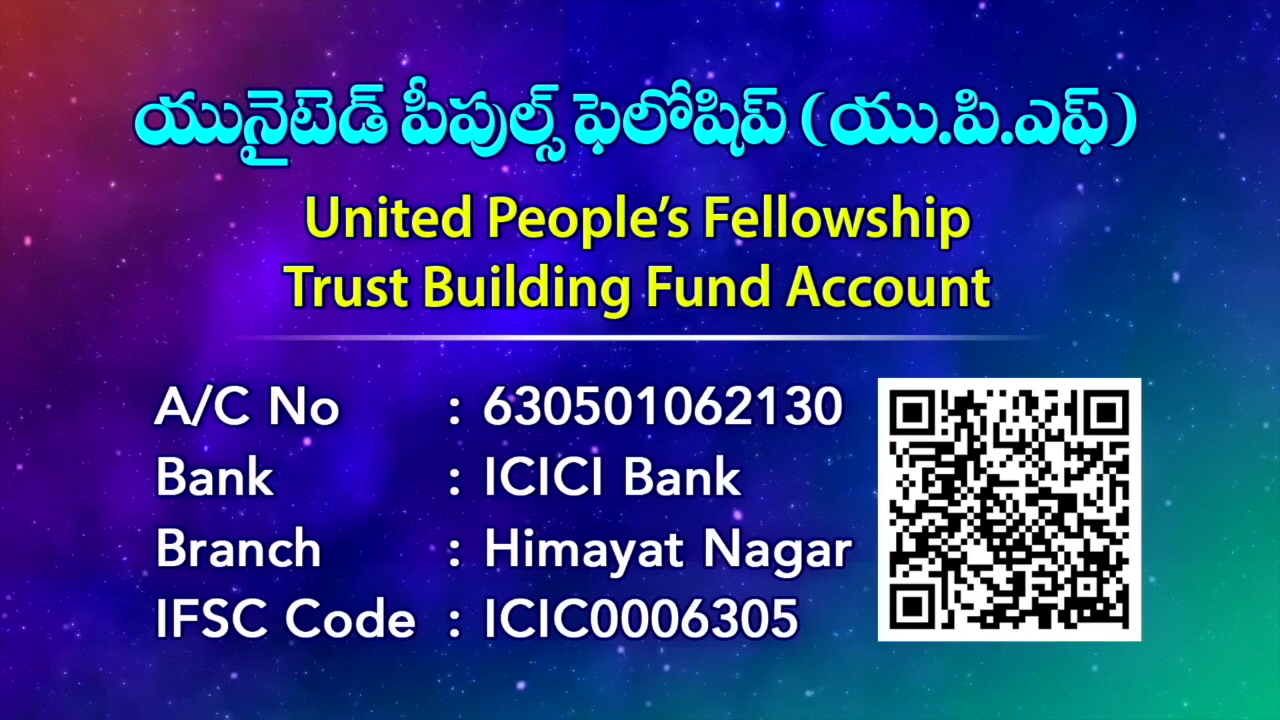 యునైటెడ్ పీపుల్స్ ఫెలోషిప్ (యు.పి.ఎఫ్)
United People’s Fellowship
Trust Building Fund Account
A/C No : 630501062130
Bank : ICICI Bank
Branch : Himayat Nagar
IFSC Code : ICIC0006305